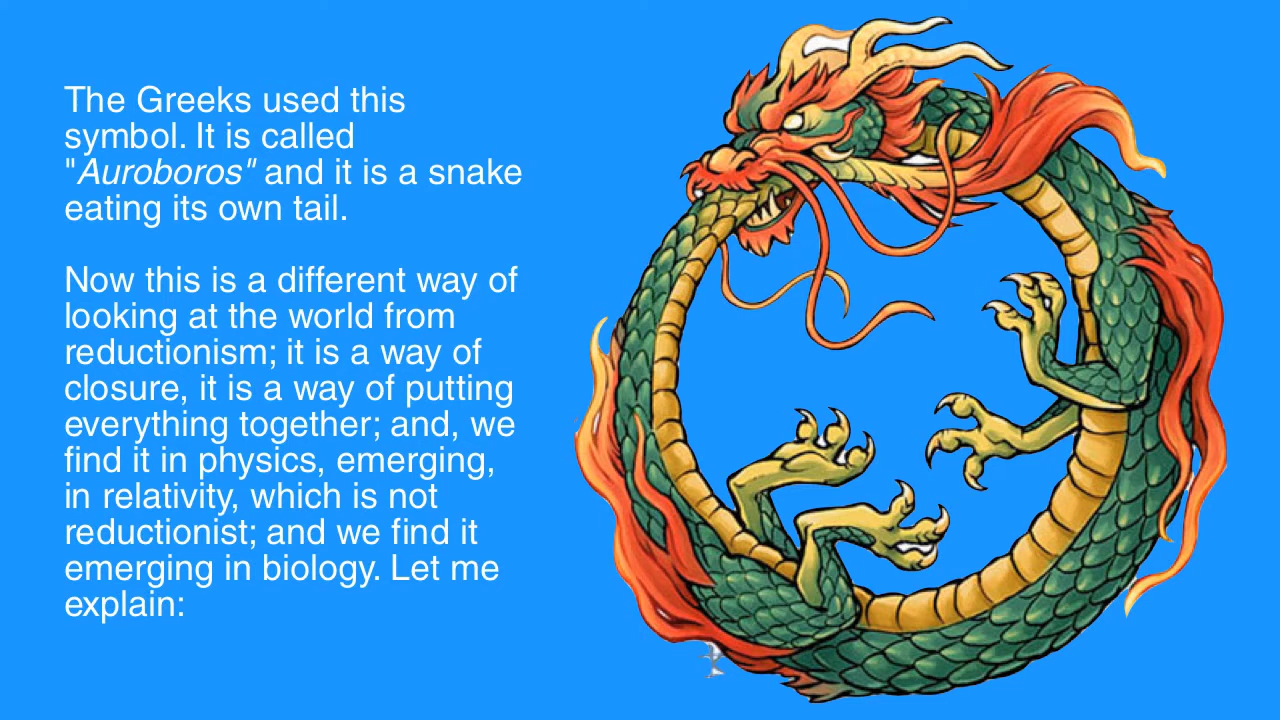 The Greeks used this
symbol. It is called
"Auroboros" and it is a snake
eating its own tail.
Now this is a different way of
looking at the world from
reductionism; it is a way of
closure, it is a way of putting
everything together; and, we
find it in physics, emerging,
in relativity, which is not
reductionist; and we find it
emerging in biology. Let me
explain: